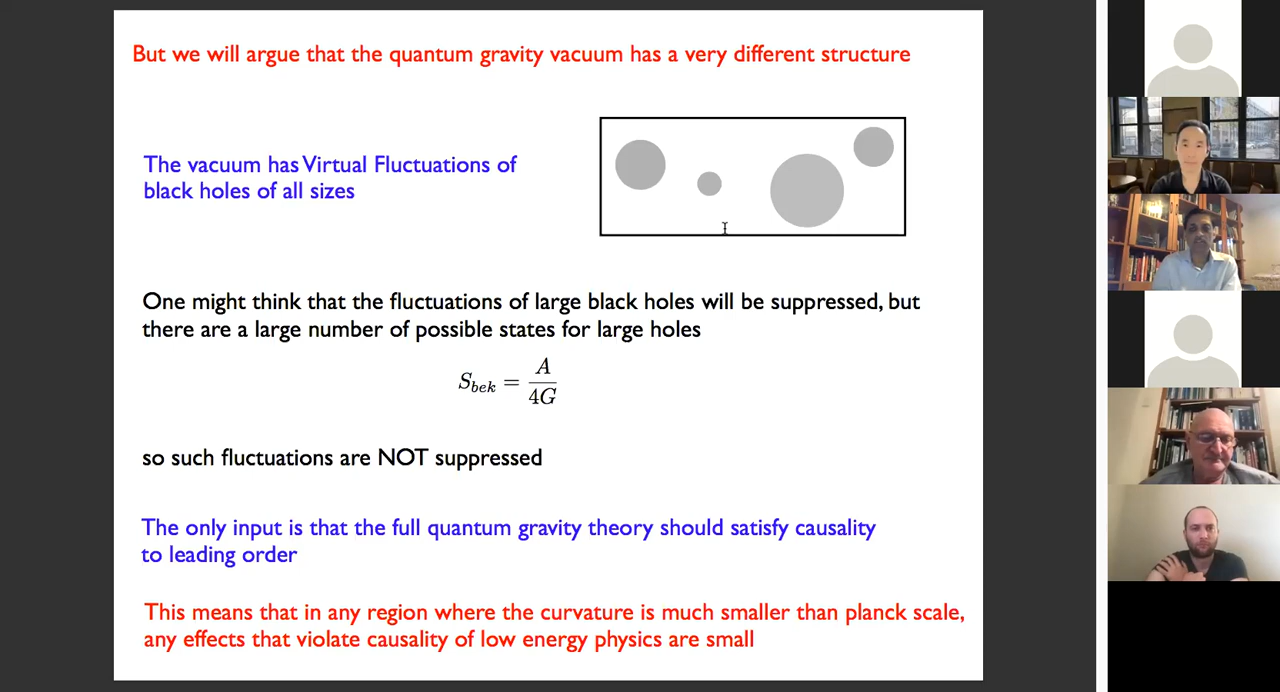 But we will argue that the quantum gravity vacuum has a very different structure
The vacuum has Virtual Fluctuations of
black holes of all sizes
One might think that the fluctuations of large black holes will be suppressed, but
there are a large number of possible states for large holes
S_{bek} = \frac{A}{4G}
so such fluctuations are NOT suppressed
The only input is that the full quantum gravity theory should satisfy causality
to leading order
This means that in any region where the curvature is much smaller than planck scale,
any effects that violate causality of low energy physics are small